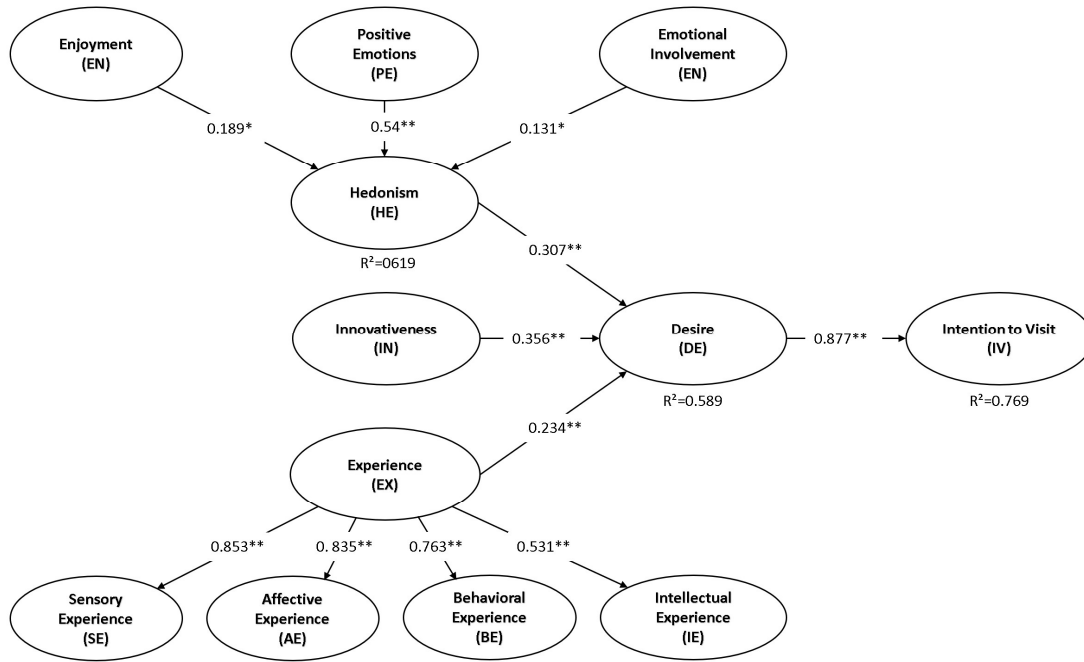 Enjoyment
(EN)
Positive
Emotions
(PE)
Emotional
Involvement
(EN)
0.189*
0.54**
0.131*
Hedonism
(HE)
R²=0619
0.307**
Innovativeness
(IN)
0.356**
Desire
(DE)
R²=0.589
0.877**
Intention to Visit
(IV)
R²=0.769
0.234**
Experience
(EX)
0.853**
0. 835**
0.763**
0.531**
Sensory
Experience
(SE)
Affective
Experience
(AE)
Behavioral
Experience
(BE)
Intellectual
Experience
(IE)